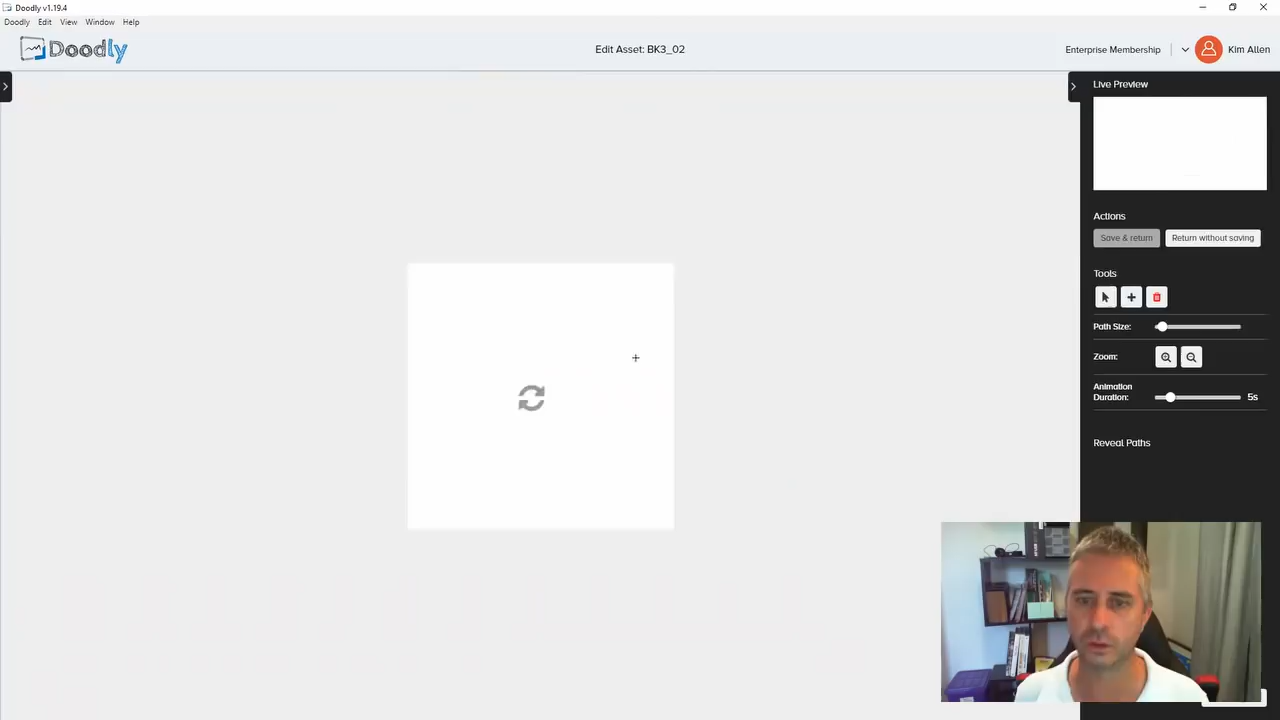 Doodly v1.19.4
Doodly Edit View Window Help
Doodly
Edit Asset: BK3_02
Enterprise Membership
Kim Allen
Live Preview
Actions
Save & return
Return without saving
Tools
Path Size:
Zoom:
Animation
Duration:
5s
Reveal Paths